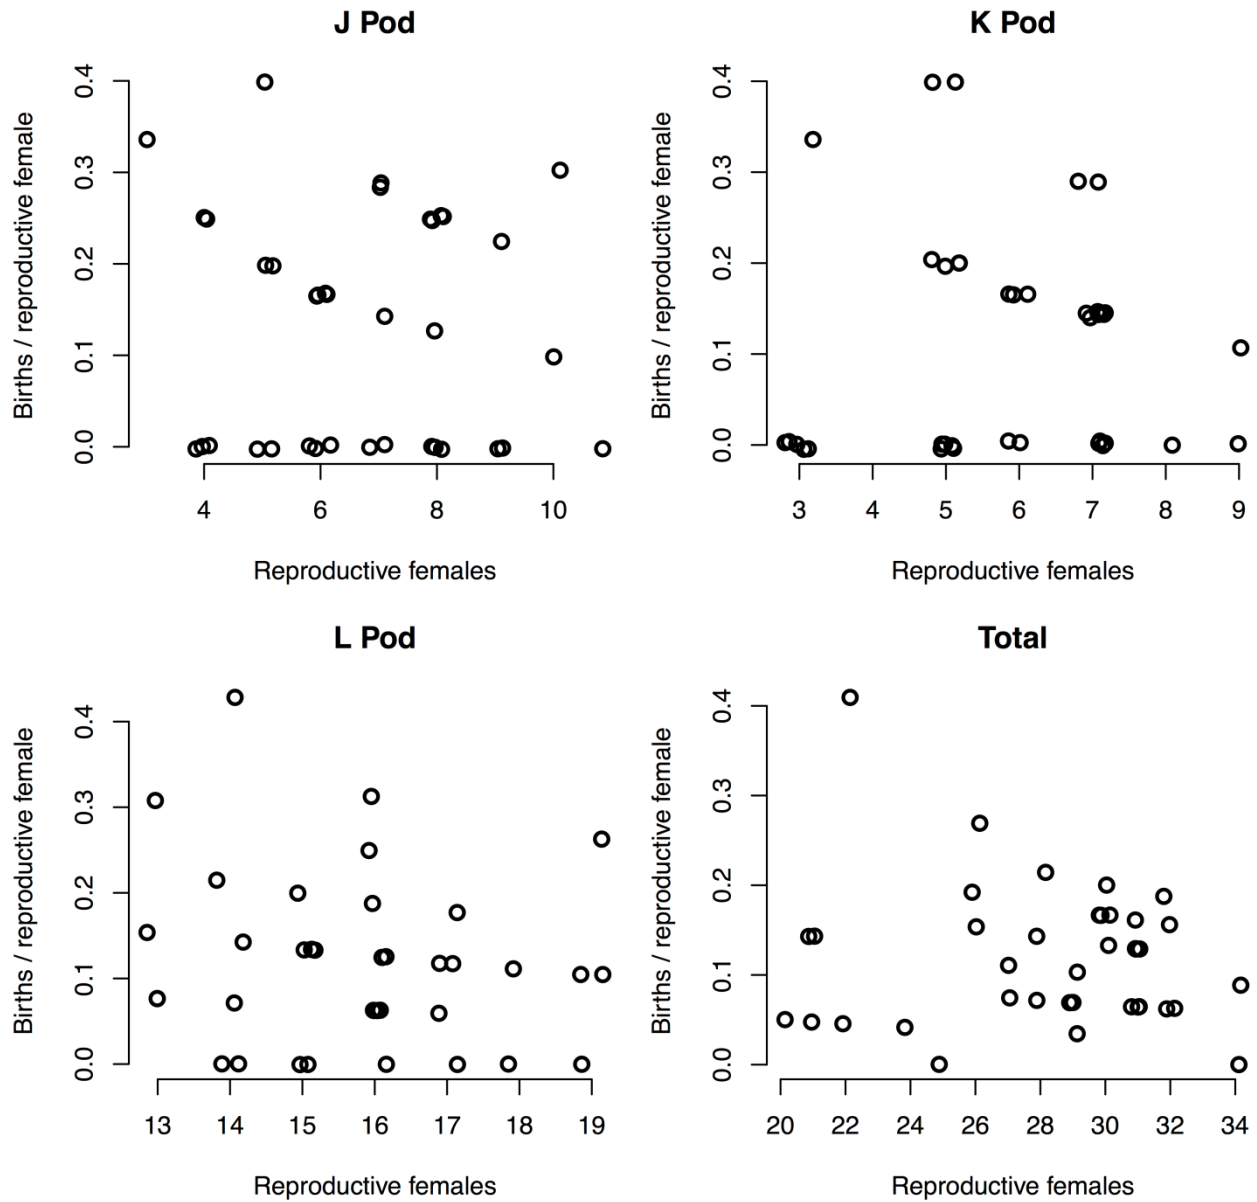 J Pod
Births / reproductive female
0.0 0.1 0.2 0.3 0.4
4 6 8 10
Reproductive females
K Pod
Births / reproductive female
0.0 0.1 0.2 0.3 0.4
3 4 5 6 7 8 9
Reproductive females
L Pod
Births / reproductive female
0.0 0.1 0.2 0.3 0.4
13 14 15 16 17 18 19
Reproductive females
Total
Births / reproductive female
0.0 0.1 0.2 0.3 0.4
20 22 24 26 28 30 32 34
Reproductive females